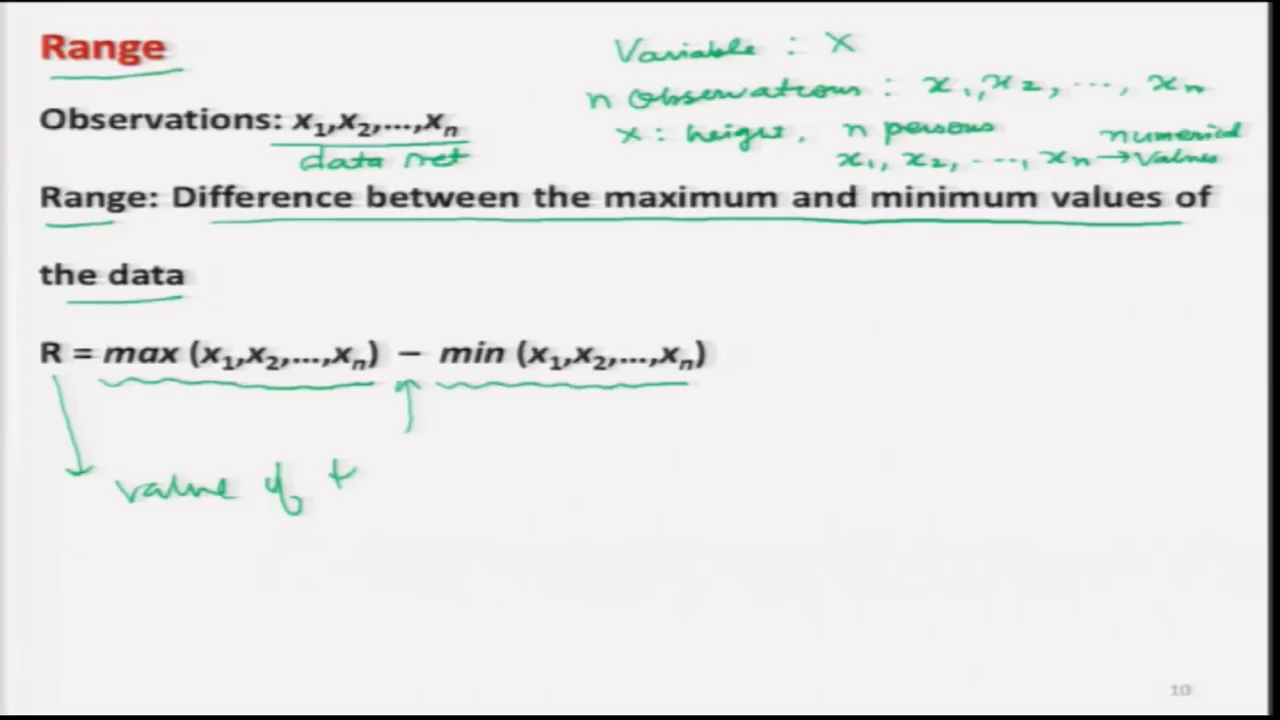 Range
Variable : X
n Observations : x1, x2, ..., xn
Observations: x₁,x₂,...,xₙ
x : height, n persons numerical
data set x1, x2, ...., xn → Values
Range: Difference between the maximum and minimum values of
the data
R = max (x₁,x₂,...,xₙ) – min (x₁,x₂,...,xₙ)
value of t
10